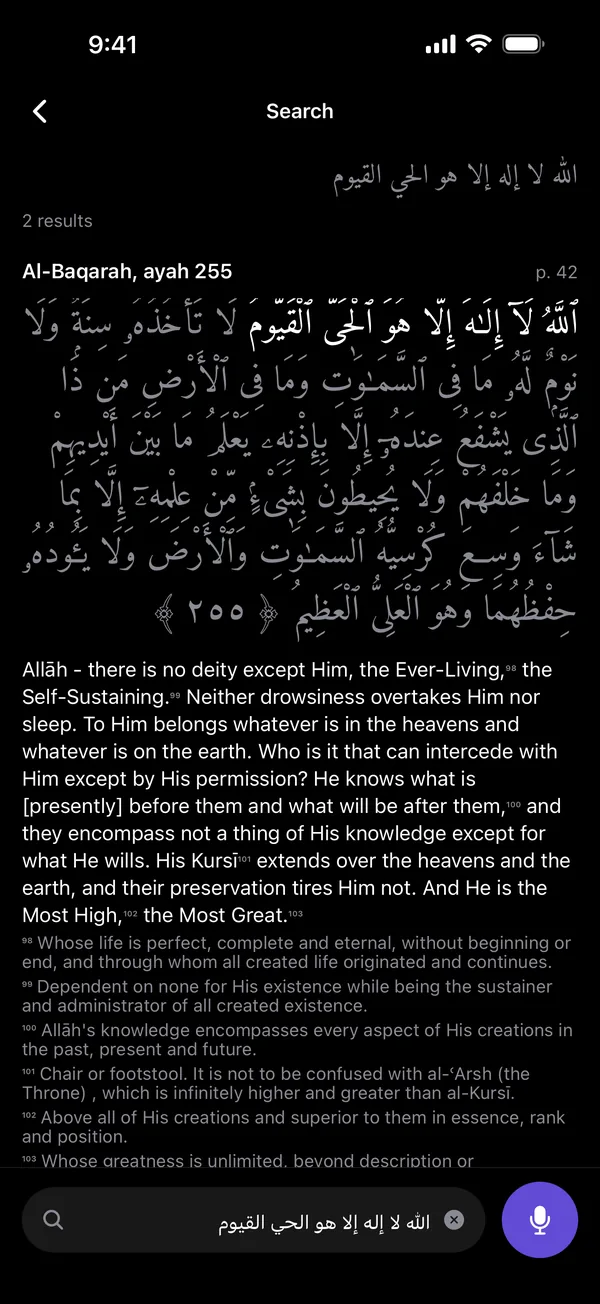 9:41
Search
الله لا إله إلا هو الحي القيوم
2 results
Al-Baqarah, ayah 255
p. 42
ٱللَّهُ لَآ إِلَـٰهَ إِلَّا هُوَ ٱلْحَىُّ ٱلْقَيُّومُ لَا تَأْخُذُهُۥ سِنَةٌ وَلَا
نَوْمٌ لَّهُۥ مَا فِى ٱلسَّمَـٰوَٰتِ وَمَا فِى ٱلْأَرْضِ مَن ذَا
ٱلَّذِى يَشْفَعُ عِندَهُۥٓ إِلَّا بِإِذْنِهِۦ يَعْلَمُ مَا بَيْنَ أَيْدِيهِمْ
وَمَا خَلْفَهُمْ وَلَا يُحِيطُونَ بِشَىْءٍ مِّنْ عِلْمِهِۦٓ إِلَّا بِمَا
شَآءَ وَسِعَ كُرْسِيُّهُ ٱلسَّمَـٰوَٰتِ وَٱلْأَرْضَ وَلَا يَـُٔودُهُۥ
حِفْظُهُمَا وَهُوَ ٱلْعَلِىُّ ٱلْعَظِيمُ ﴿٢٥٥﴾
Allāh - there is no deity except Him, the Ever-Living,⁹⁸ the
Self-Sustaining.⁹⁹ Neither drowsiness overtakes Him nor
sleep. To Him belongs whatever is in the heavens and
whatever is on the earth. Who is it that can intercede with
Him except by His permission? He knows what is
[presently] before them and what will be after them,¹⁰⁰ and
they encompass not a thing of His knowledge except for
what He wills. His Kursī¹⁰¹ extends over the heavens and the
earth, and their preservation tires Him not. And He is the
Most High,¹⁰² the Most Great.¹⁰³
⁹⁸ Whose life is perfect, complete and eternal, without beginning or
end, and through whom all created life originated and continues.
⁹⁹ Dependent on none for His existence while being the sustainer
and administrator of all created existence.
¹⁰⁰ Allāh's knowledge encompasses every aspect of His creations in
the past, present and future.
¹⁰¹ Chair or footstool. It is not to be confused with al-ʿArsh (the
Throne) , which is infinitely higher and greater than al-Kursī.
¹⁰² Above all of His creations and superior to them in essence, rank
and position.
¹⁰³ Whose greatness is unlimited, beyond description or
الله لا إله إلا هو الحي القيوم